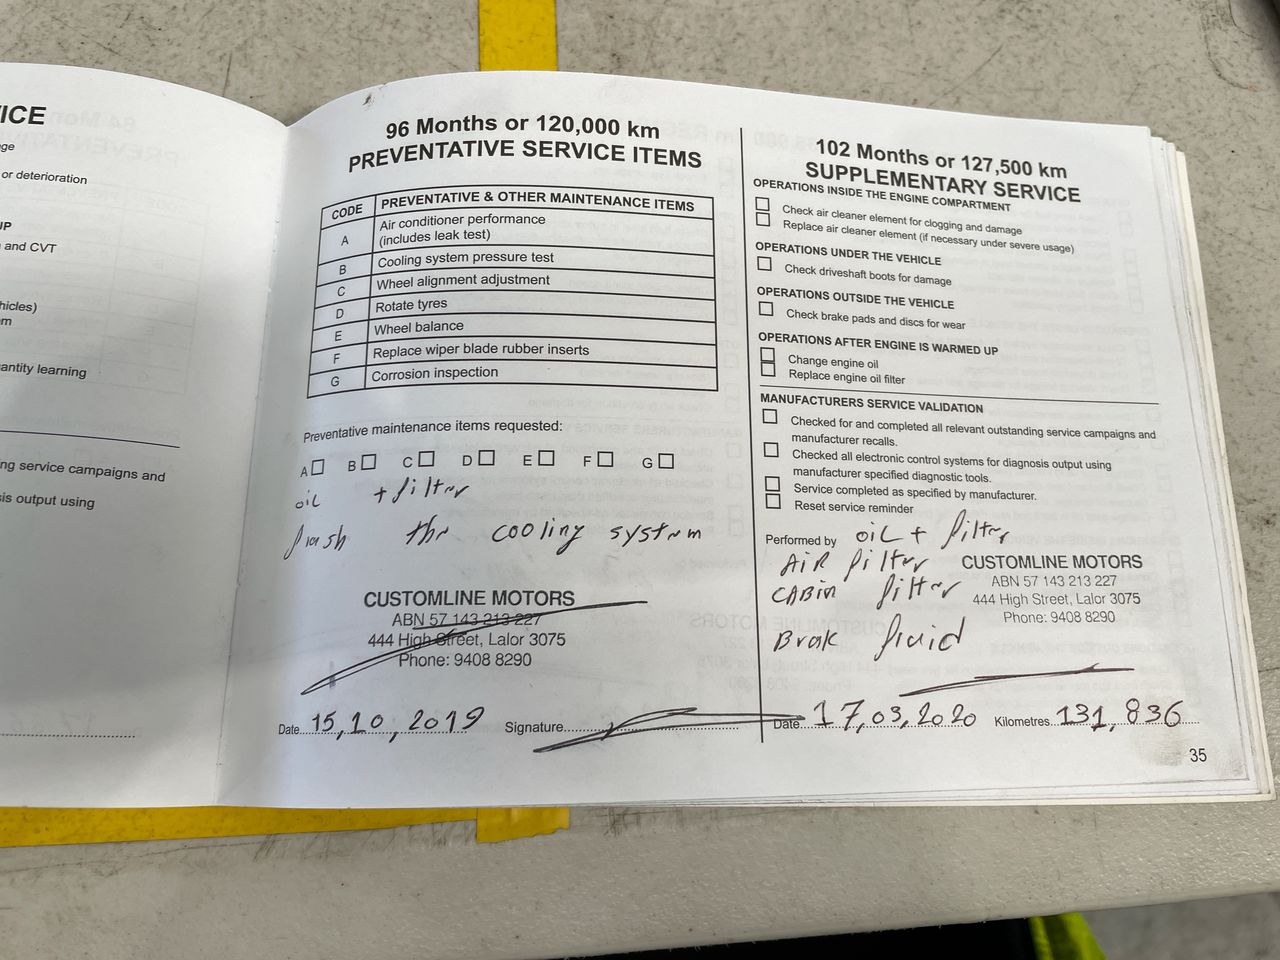 ICE
ge
or deterioration
UP
and CVT
hicles)
m
antity learning
ng service campaigns and
sis output using
96 Months or 120,000 km
PREVENTATIVE SERVICE ITEMS
CODE PREVENTATIVE & OTHER MAINTENANCE ITEMS
A Air conditioner performance
(includes leak test)
B Cooling system pressure test
C Wheel alignment adjustment
D Rotate tyres
E Wheel balance
F Replace wiper blade rubber inserts
G Corrosion inspection
Preventative maintenance items requested:
A B C D E F G
oil + filter
flush the cooling system
CUSTOMLINE MOTORS
ABN 57 143 213 227
444 High Street, Lalor 3075
Phone: 9408 8290
Date 15,10,2019 Signature
102 Months or 127,500 km
SUPPLEMENTARY SERVICE
OPERATIONS INSIDE THE ENGINE COMPARTMENT
Check air cleaner element for clogging and damage
Replace air cleaner element (if necessary under severe usage)
OPERATIONS UNDER THE VEHICLE
Check driveshaft boots for damage
OPERATIONS OUTSIDE THE VEHICLE
Check brake pads and discs for wear
OPERATIONS AFTER ENGINE IS WARMED UP
Change engine oil
Replace engine oil filter
MANUFACTURERS SERVICE VALIDATION
Checked for and completed all relevant outstanding service campaigns and
manufacturer recalls.
Checked all electronic control systems for diagnosis output using
manufacturer specified diagnostic tools.
Service completed as specified by manufacturer.
Reset service reminder
Performed by oiL + filter
AiR filter
CABin filter
Brak fluid
CUSTOMLINE MOTORS
ABN 57 143 213 227
444 High Street, Lalor 3075
Phone: 9408 8290
Date 17,03,2020 Kilometres 131,836
35